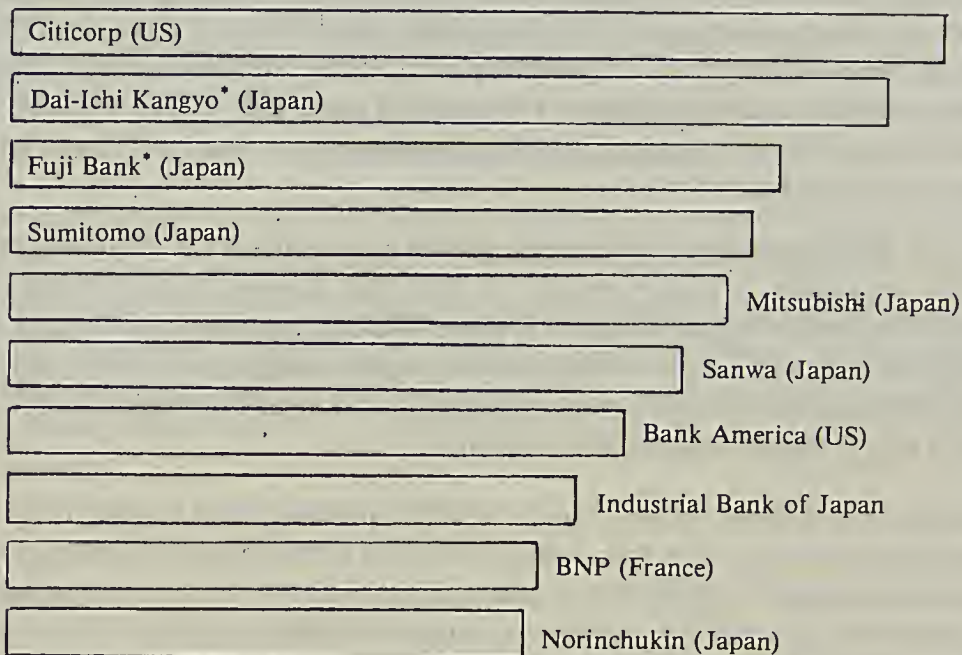 Citicorp (US)
Dai-Ichi Kangyo* (Japan)
Fuji Bank* (Japan)
Sumitomo (Japan)
Mitsubishi (Japan)
Sanwa (Japan)
Bank America (US)
Industrial Bank of Japan
BNP (France)
Norinchukin (Japan)